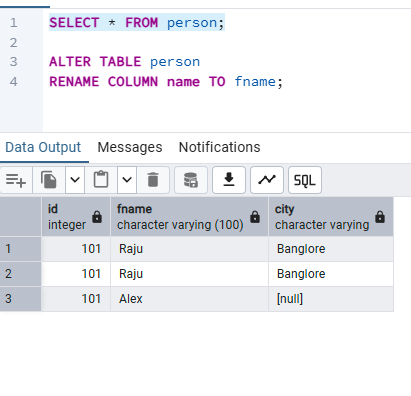 1 SELECT * FROM person;
2
3 ALTER TABLE person
4 RENAME COLUMN name TO fname;
Data Output Messages Notifications
SQL
id fname city
integer character varying (100) character varying
1 101 Raju Banglore
2 101 Raju Banglore
3 101 Alex [null]